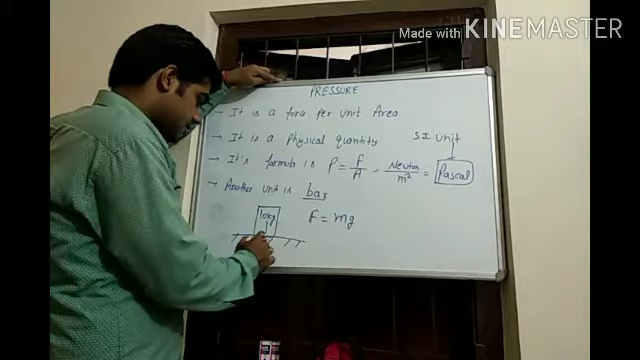 Made with KINEMASTER
PRESSURE
→ It is a force per unit Area
→ It is a Physical quantity
S.I unit
→ It's formula is P = F/A = Newton/m² = Pascal
→ Another unit is bar
10kg
F = mg